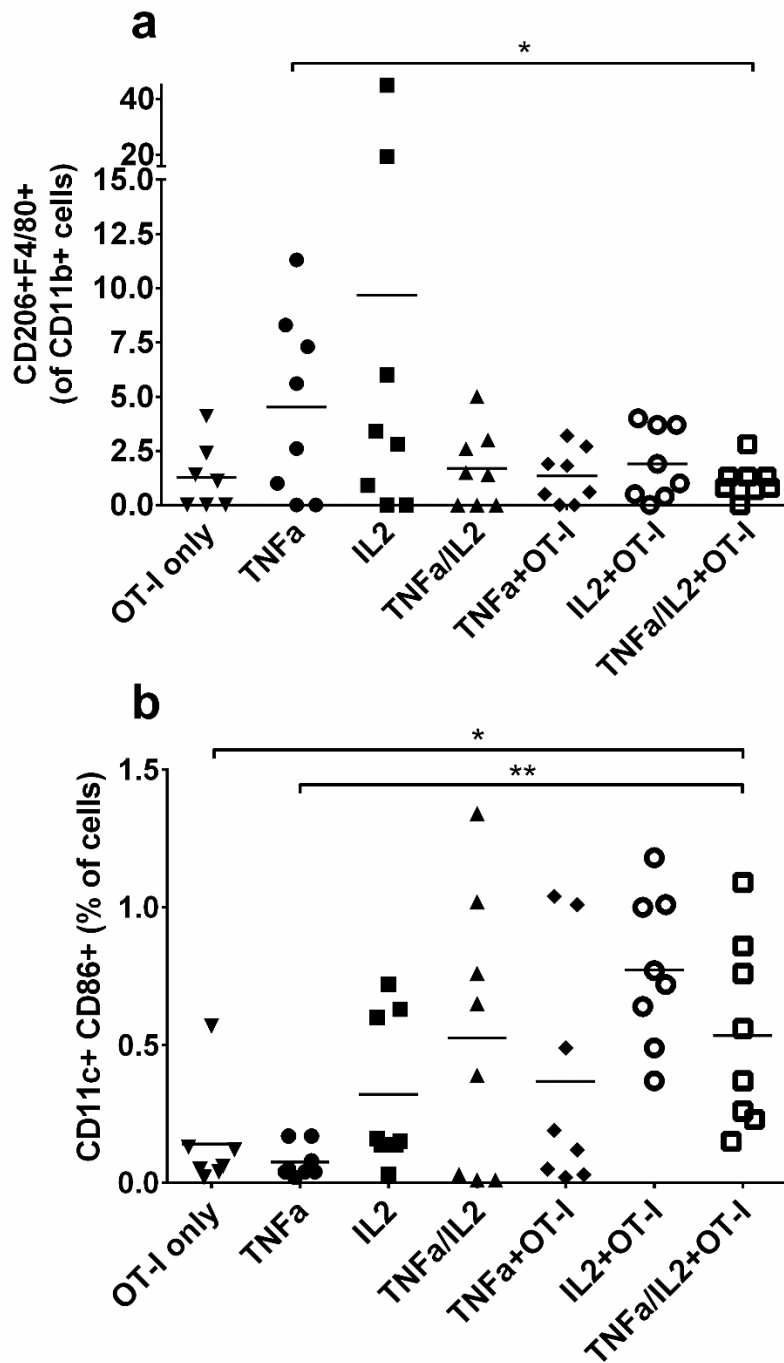 a
*
CD206+F4/80+
(of CD11b+ cells)
40
20
15.0
12.5
10.0
7.5
5.0
2.5
0.0
OT-I only
TNFa
IL2
TNFa/IL2
TNFa+OT-I
IL2+OT-I
TNFa/IL2+OT-I
b
*
**
CD11c+ CD86+ (% of cells)
1.5
1.0
0.5
0.0
OT-I only
TNFa
IL2
TNFa/IL2
TNFa+OT-I
IL2+OT-I
TNFa/IL2+OT-I